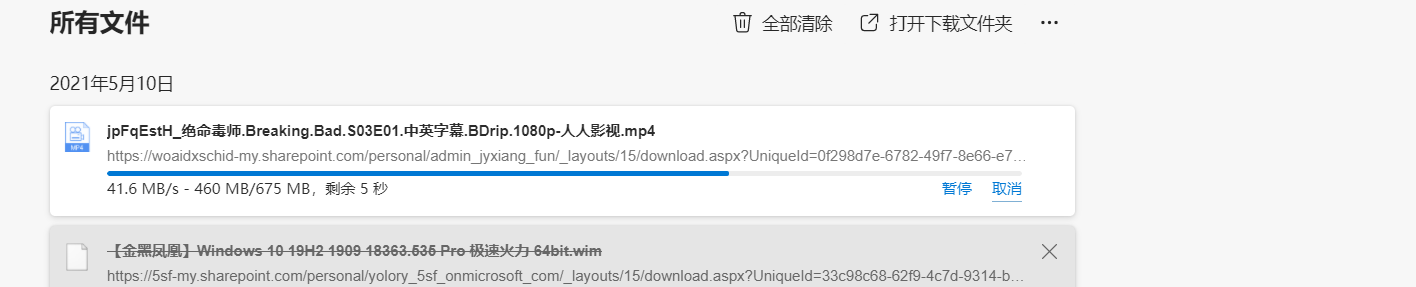 所有文件
全部清除
打开下载文件夹
2021年5月10日
jpFqEstH_绝命毒师.Breaking.Bad.S03E01.中英字幕.BDrip.1080p-人人影视.mp4
MP4
https://woaidxschid-my.sharepoint.com/personal/admin_jyxiang_fun/_layouts/15/download.aspx?UniqueId=0f298d7e-6782-49f7-8e66-e7...
41.6 MB/s - 460 MB/675 MB，剩余 5 秒
暂停
取消
【金黑凤凰】Windows 10 19H2 1909 18363.535 Pro 极速火力 64bit.wim
https://5sf-my.sharepoint.com/personal/yolory_5sf_onmicrosoft_com/_layouts/15/download.aspx?UniqueId=33c98c68-62f9-4c7d-9314-b...